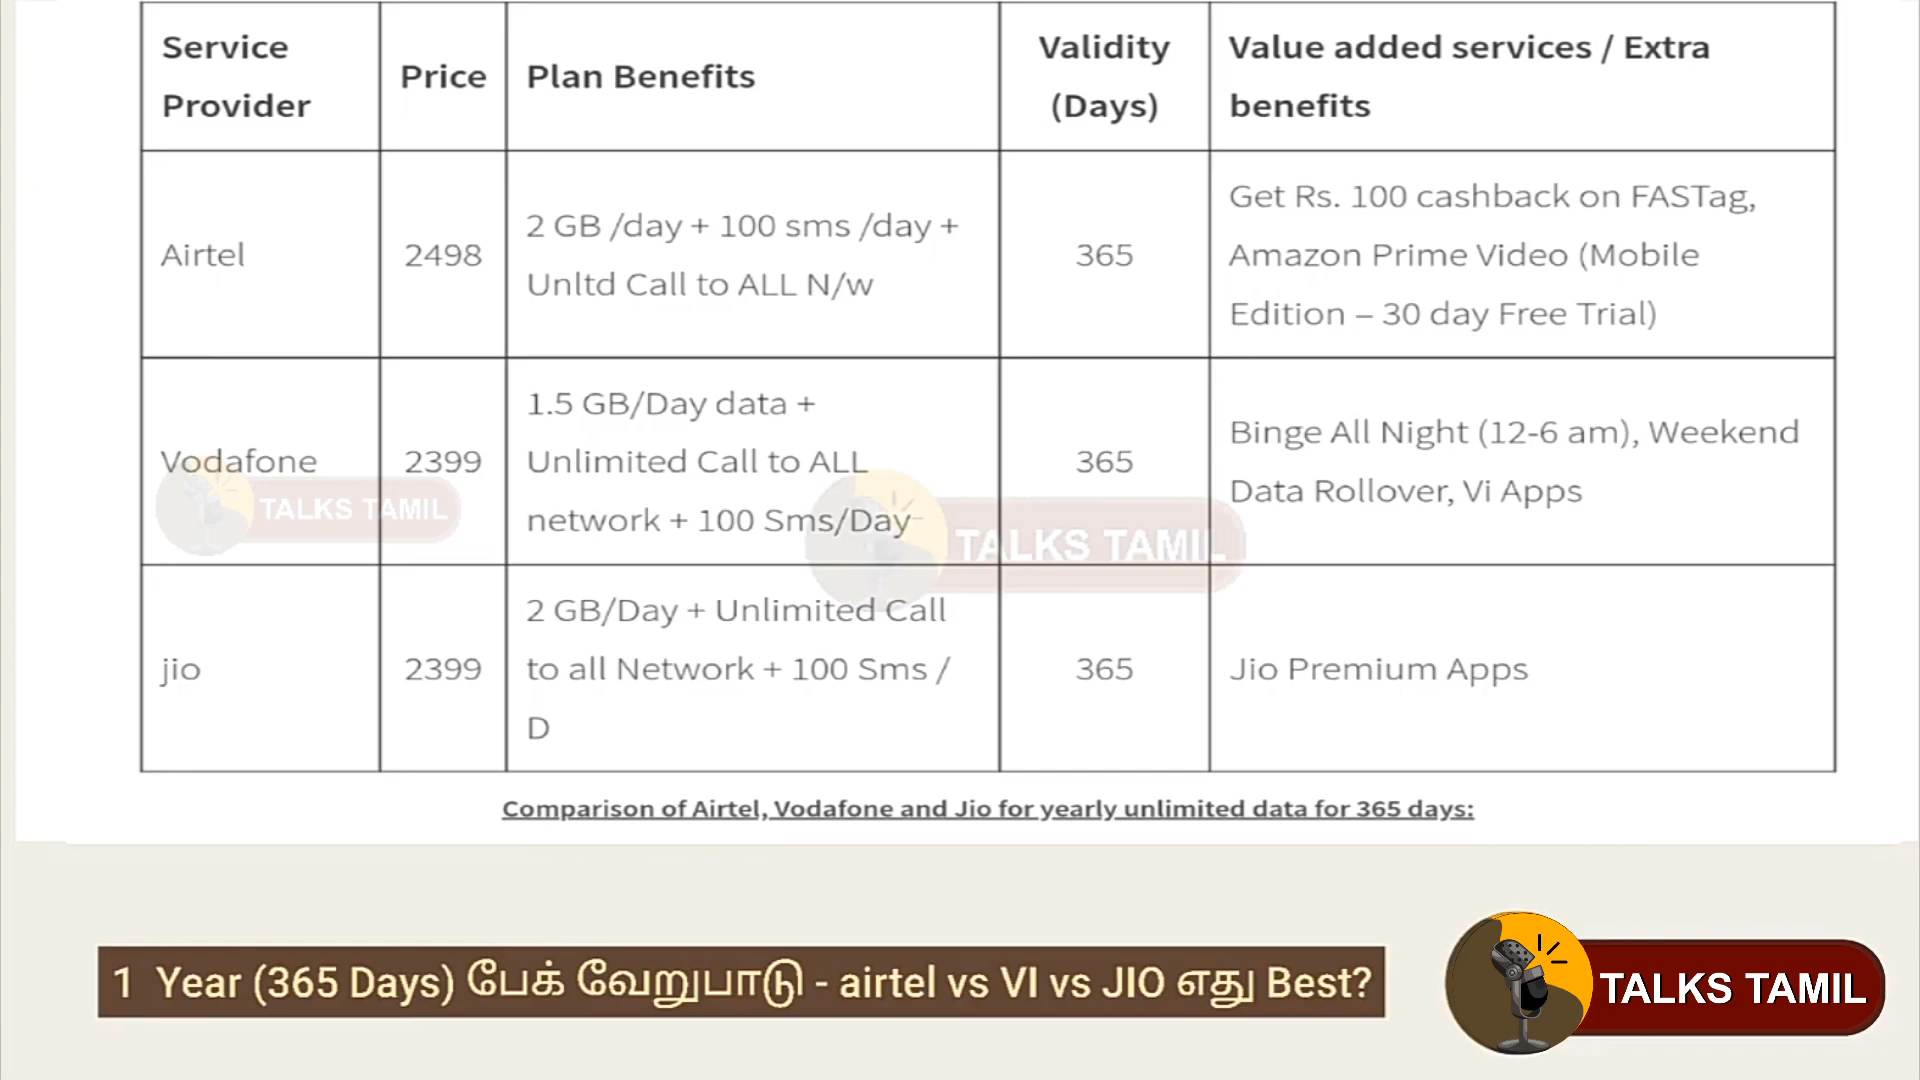 Service
Provider
Price
Plan Benefits
Validity
(Days)
Value added services / Extra
benefits
Airtel
2498
2 GB /day + 100 sms /day +
Unltd Call to ALL N/w
365
Get Rs. 100 cashback on FASTag,
Amazon Prime Video (Mobile
Edition – 30 day Free Trial)
Vodafone
2399
1.5 GB/Day data +
Unlimited Call to ALL
network + 100 Sms/Day
365
Binge All Night (12-6 am), Weekend
Data Rollover, Vi Apps
TALKS TAMIL
TALKS TAMIL
jio
2399
2 GB/Day + Unlimited Call
to all Network + 100 Sms /
D
365
Jio Premium Apps
Comparison of Airtel, Vodafone and Jio for yearly unlimited data for 365 days:
1 Year (365 Days) பேக் வேறுபாடு - airtel vs VI vs JIO எது Best?
TALKS TAMIL